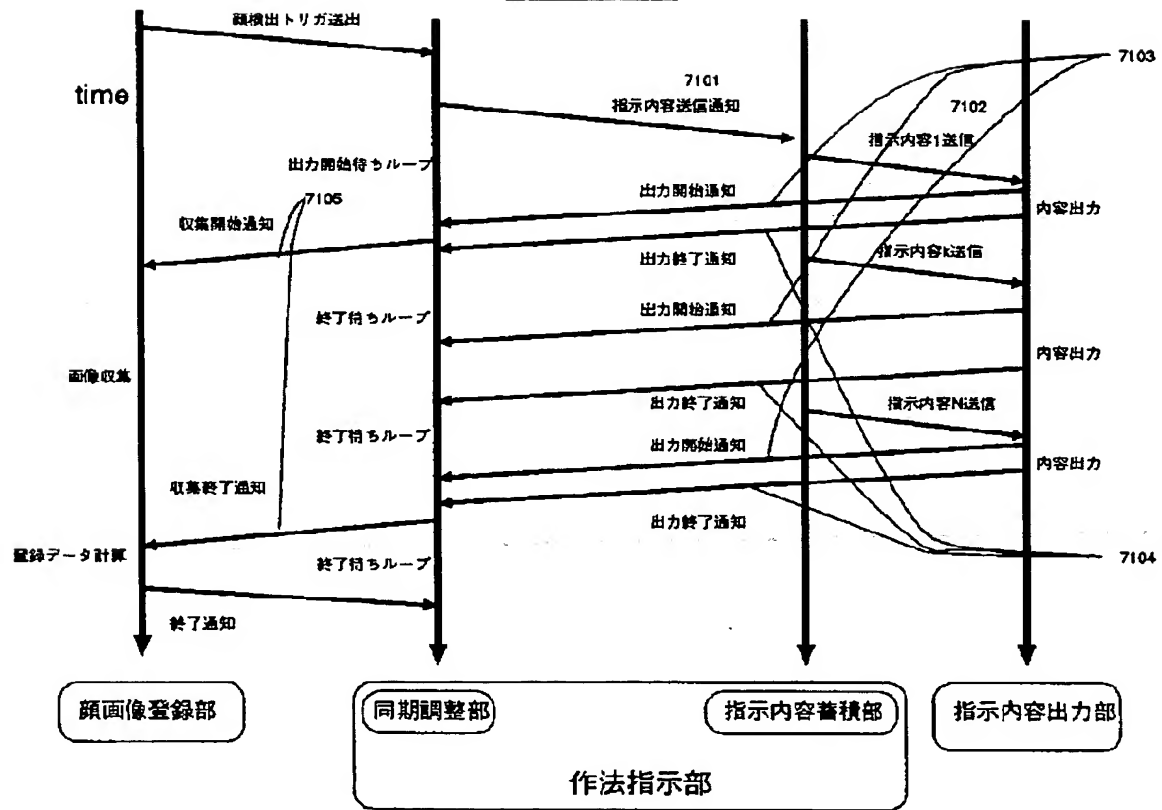 顔検出トリガ送出
7103
time
7101
指示内容送信通知
7102
指示内容1送信
出力開始待ちループ
7105
出力開始通知
収集開始通知
内容出力
出力終了通知
指示内容k送信
出力開始通知
終了待ちループ
内容出力
画像収集
出力終了通知
指示内容N送信
終了待ちループ
出力開始通知
内容出力
収集終了通知
出力終了通知
登録データ計算
終了待ちループ
7104
終了通知
顔画像登録部
同期調整部
指示内容蓄積部
指示内容出力部
作法指示部